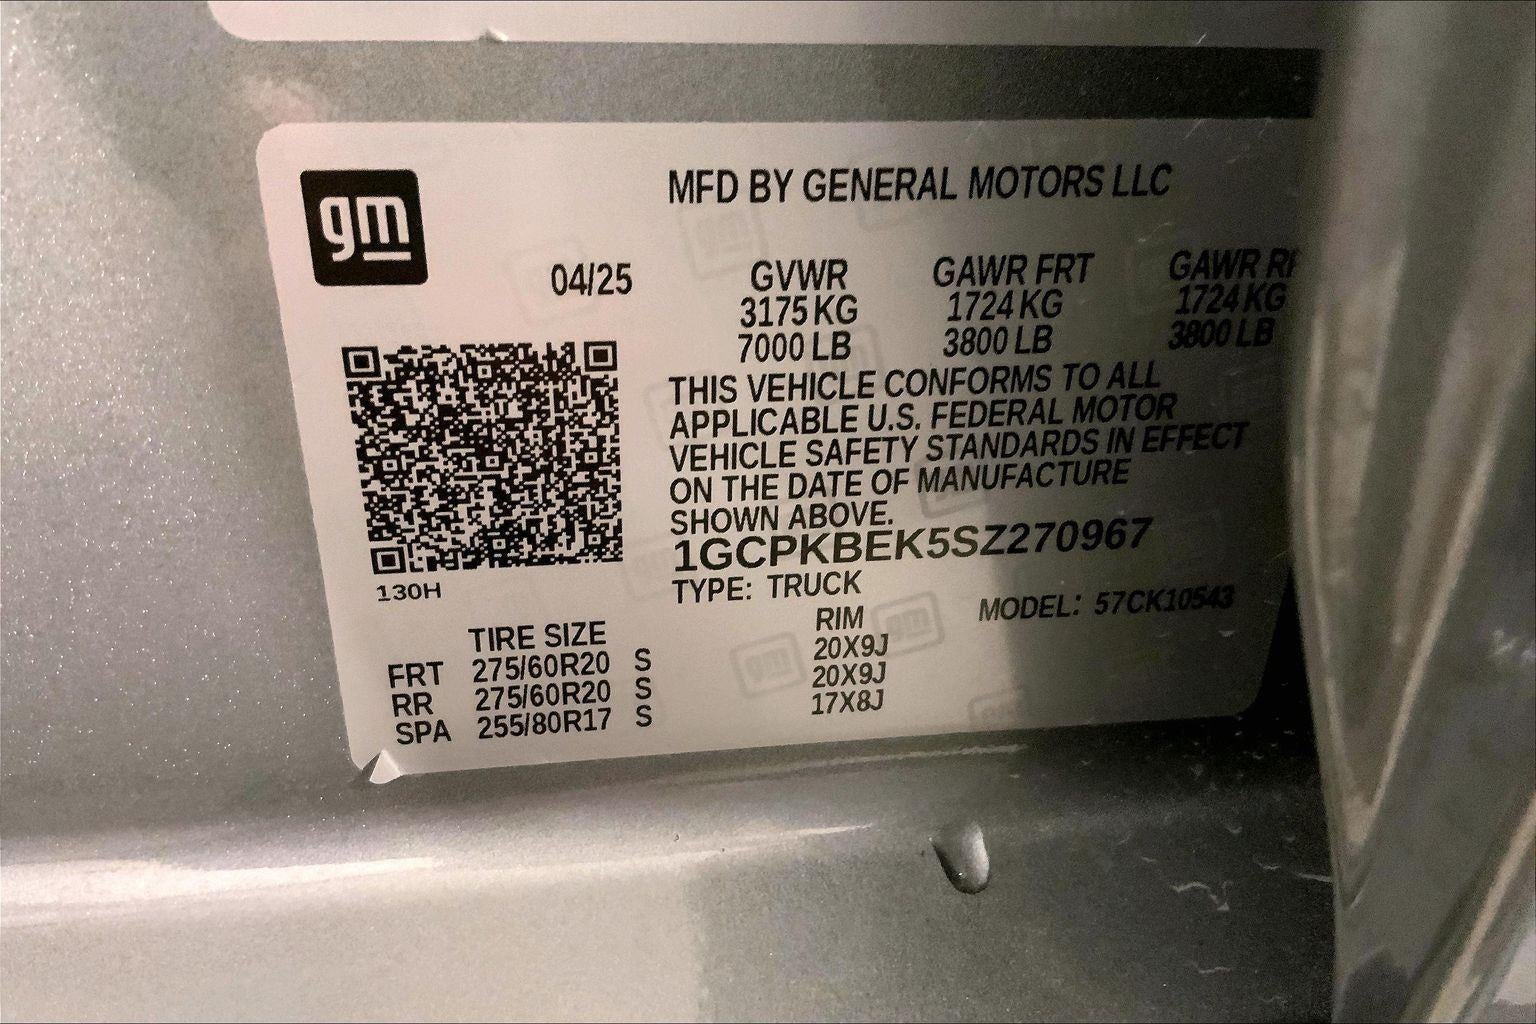 gm
MFD BY GENERAL MOTORS LLC
04/25 GVWR GAWR FRT GAWR
3175 KG 1724 KG 1724 KG
7000 LB 3800 LB 3800 LB
THIS VEHICLE CONFORMS TO ALL
APPLICABLE U.S. FEDERAL MOTOR
VEHICLE SAFETY STANDARDS IN EFFECT
ON THE DATE OF MANUFACTURE
SHOWN ABOVE.
1GCPKBEK5SZ270967
130H
TYPE: TRUCK MODEL: 57CK10543
TIRE SIZE RIM
FRT 275/60R20 S 20X9J
RR 275/60R20 S 20X9J
SPA 255/80R17 S 17X8J